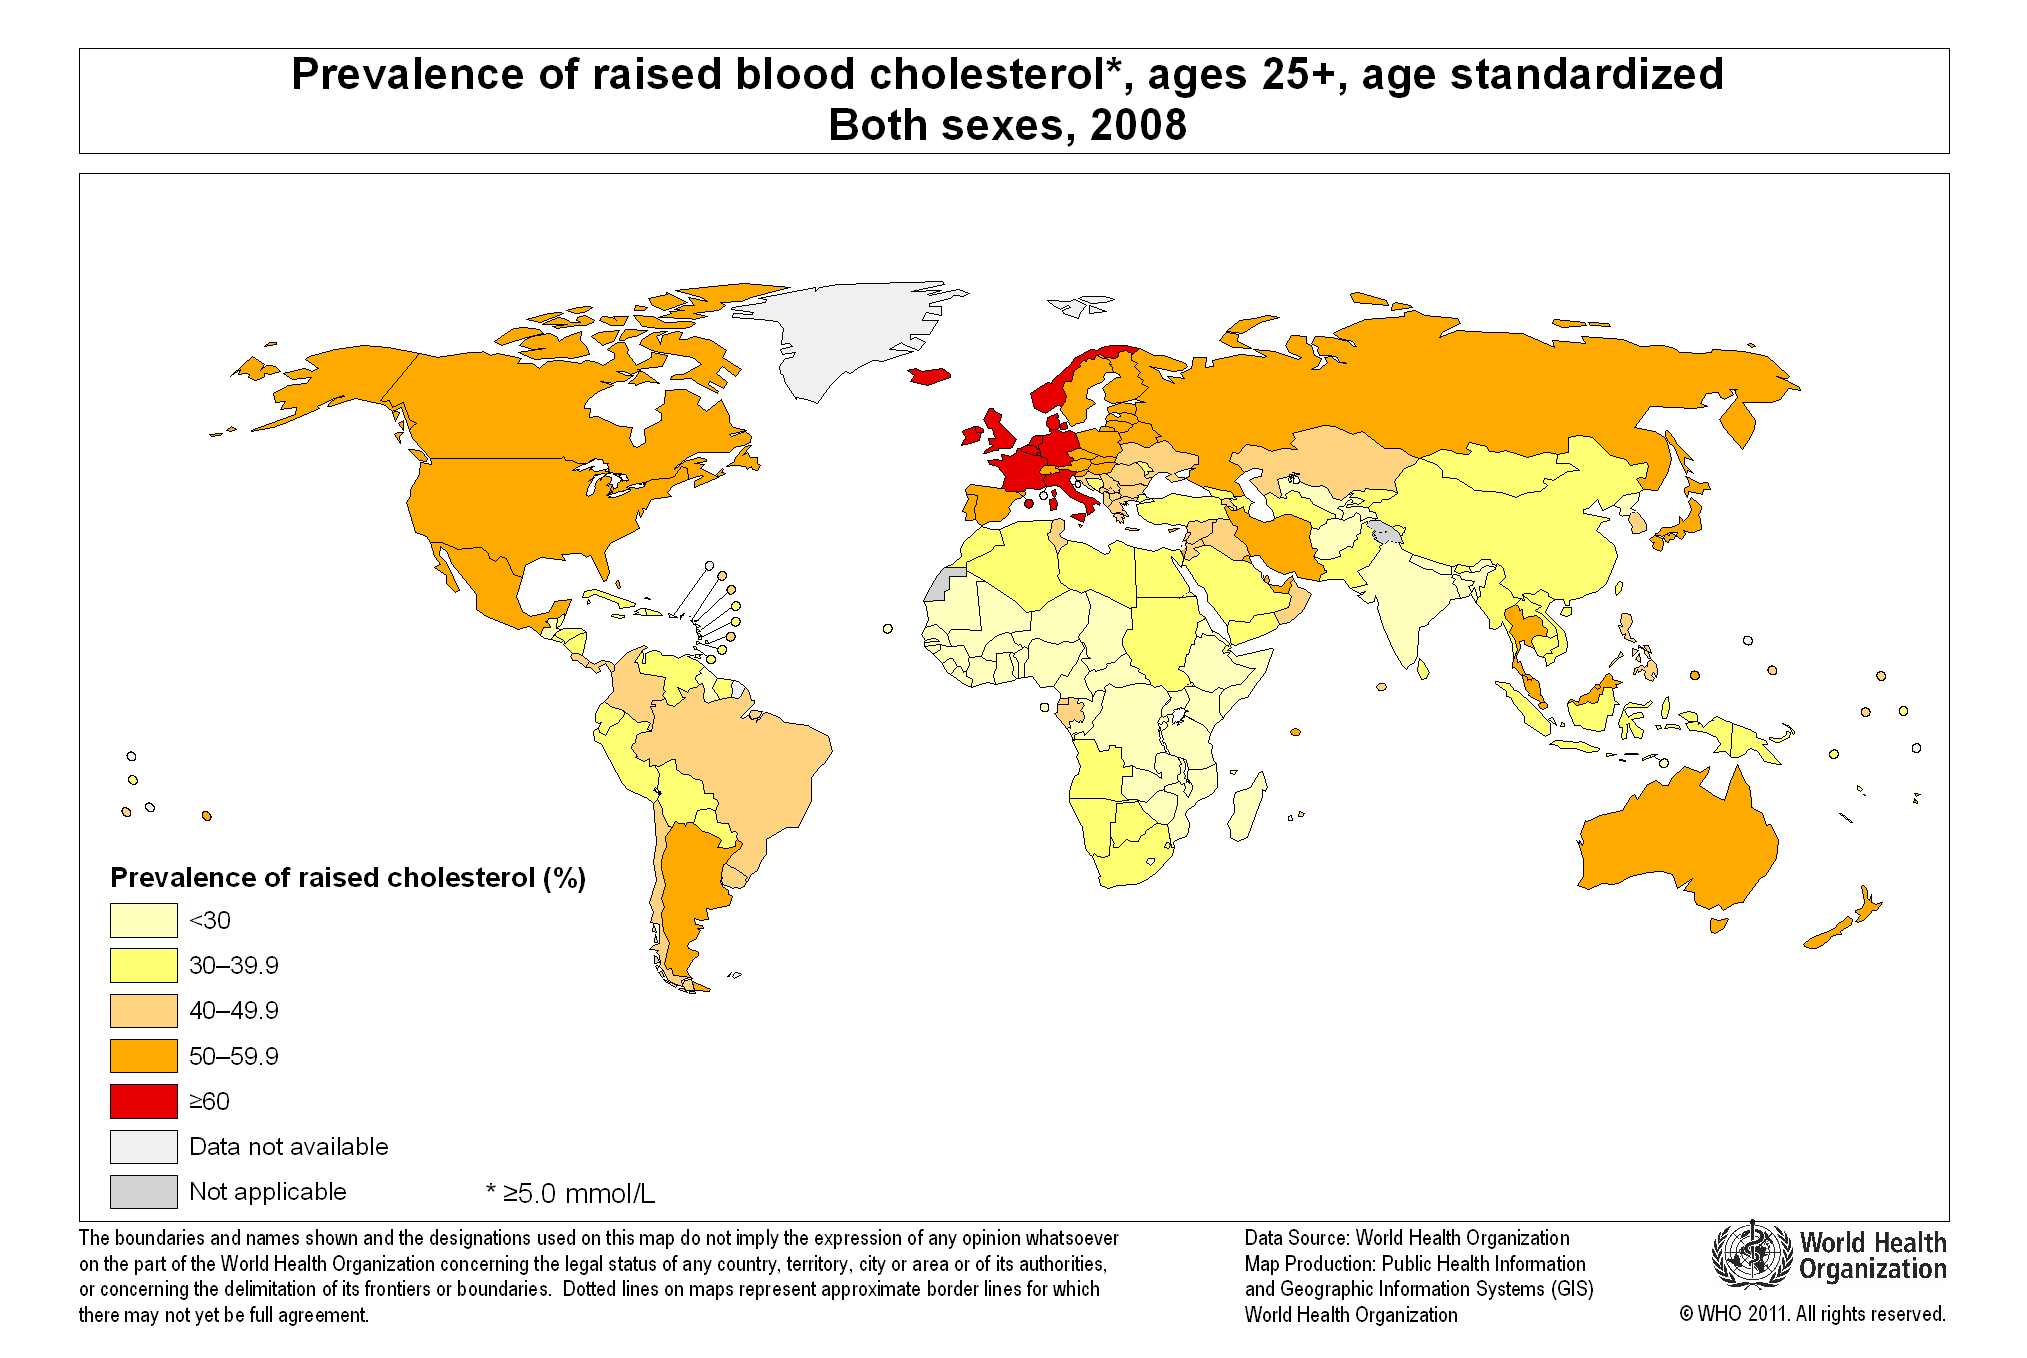 Prevalence of raised blood cholesterol*, ages 25+, age standardized
Both sexes, 2008
Prevalence of raised cholesterol (%)
<30
30–39.9
40–49.9
50–59.9
≥60
Data not available
Not applicable
* ≥5.0 mmol/L
The boundaries and names shown and the designations used on this map do not imply the expression of any opinion whatsoever
on the part of the World Health Organization concerning the legal status of any country, territory, city or area or of its authorities,
or concerning the delimitation of its frontiers or boundaries. Dotted lines on maps represent approximate border lines for which
there may not yet be full agreement.
Data Source: World Health Organization
Map Production: Public Health Information
and Geographic Information Systems (GIS)
World Health Organization
World Health
Organization
© WHO 2011. All rights reserved.